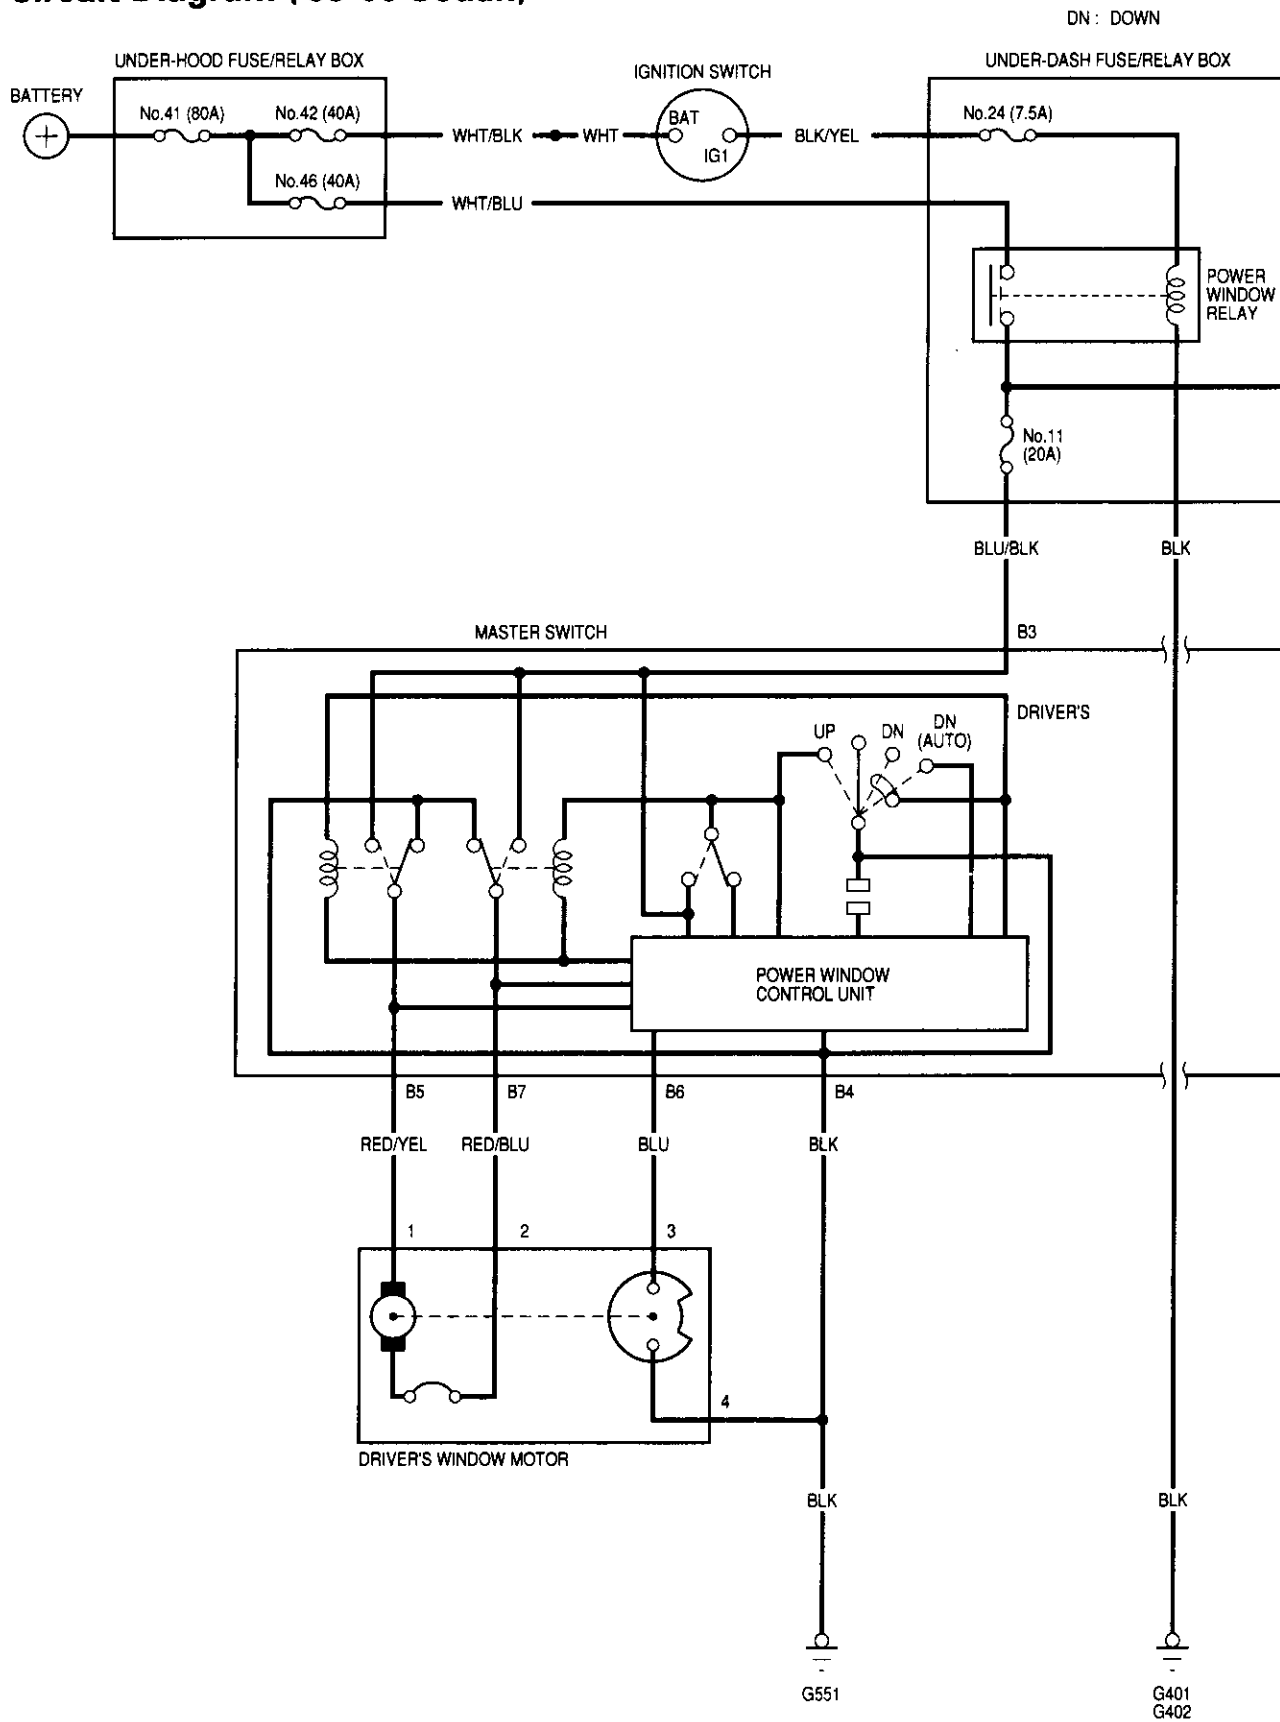 DN : DOWN
UNDER-HOOD FUSE/RELAY BOX
IGNITION SWITCH
UNDER-DASH FUSE/RELAY BOX
BATTERY
No.41 (80A)
No.42 (40A)
WHT/BLK
WHT
BAT
IG1
BLK/YEL
No.24 (7.5A)
No.46 (40A)
WHT/BLU
POWER
WINDOW
RELAY
No.11
(20A)
BLU/BLK
BLK
MASTER SWITCH
B3
DRIVER'S
UP
DN
DN
(AUTO)
POWER WINDOW
CONTROL UNIT
B5
B7
B6
B4
RED/YEL
RED/BLU
BLU
BLK
1
2
3
4
DRIVER'S WINDOW MOTOR
BLK
BLK
G551
G401
G402